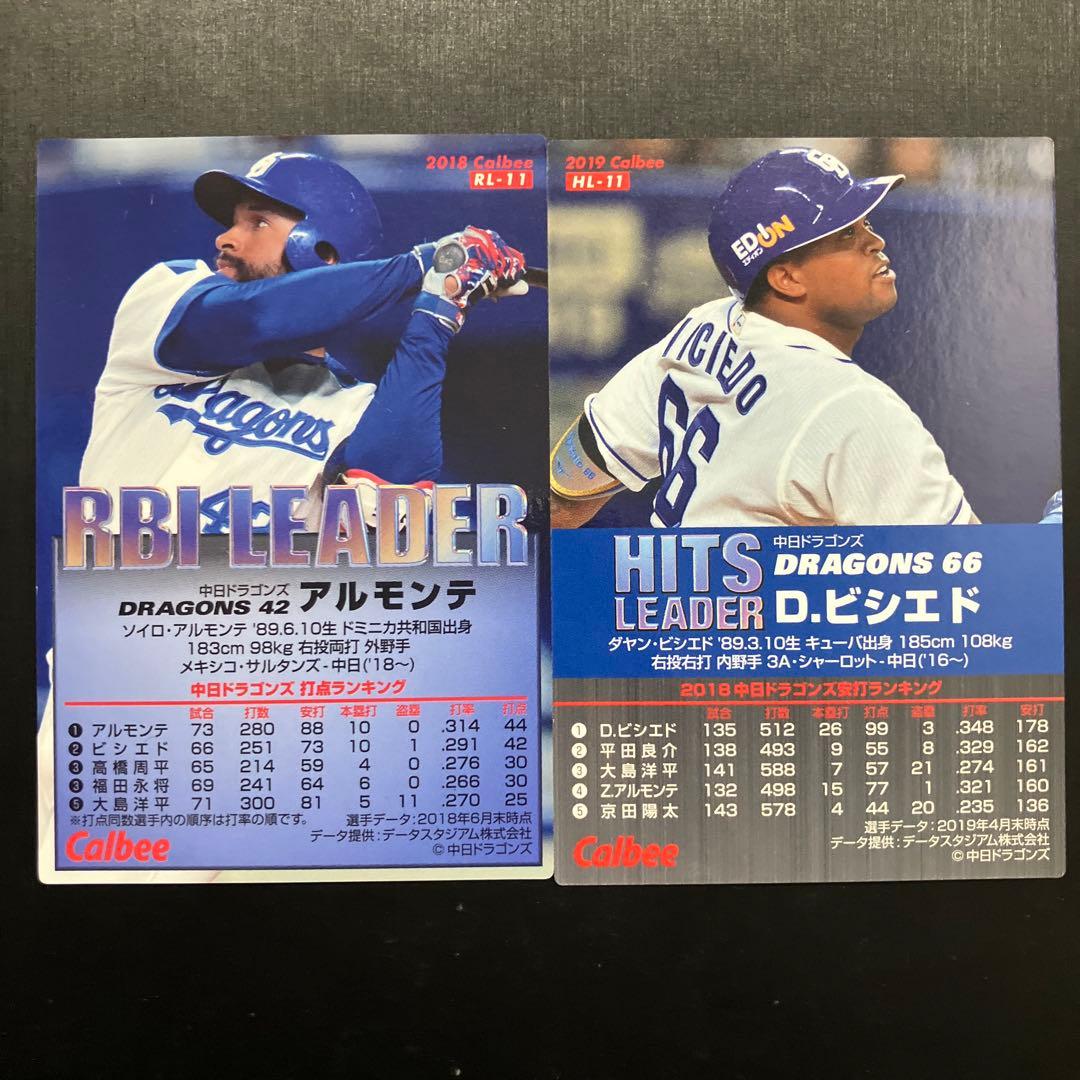 2018 Calbee
RL-11
Dragons
RBI LEADER
中日ドラゴンズ
DRAGONS 42 アルモンテ
ソイロ・アルモンテ '89.6.10生 ドミニカ共和国出身
183cm 98kg 右投両打 外野手
メキシコ・サルタンズ - 中日('18〜)
中日ドラゴンズ 打点ランキング
試合 打数 安打 本塁打 盗塁 打率 打点
① アルモンテ 73 280 88 10 0 .314 44
② ビシエド 66 251 73 10 1 .291 42
③ 高橋周平 65 214 59 4 0 .276 30
③ 福田永将 69 241 64 6 0 .266 30
⑤ 大島洋平 71 300 81 5 11 .270 25
※打点同数選手内の順序は打率の順です。
選手データ:2018年6月末時点
データ提供:データスタジアム株式会社
Calbee
© 中日ドラゴンズ
2019 Calbee
HL-11
EDION
エディオン
VICIEDO
66
HITS
LEADER
中日ドラゴンズ
DRAGONS 66
D.ビシエド
ダヤン・ビシエド '89.3.10生 キューバ出身 185cm 108kg
右投右打 内野手 3A・シャーロット - 中日('16〜)
2018 中日ドラゴンズ安打ランキング
試合 打数 本塁打 打点 盗塁 打率 安打
① D.ビシエド 135 512 26 99 3 .348 178
② 平田良介 138 493 9 55 8 .329 162
③ 大島洋平 141 588 7 57 21 .274 161
④ Z.アルモンテ 132 498 15 77 1 .321 160
⑤ 京田陽太 143 578 4 44 20 .235 136
選手データ:2019年4月末時点
データ提供:データスタジアム株式会社
Calbee
© 中日ドラゴンズ